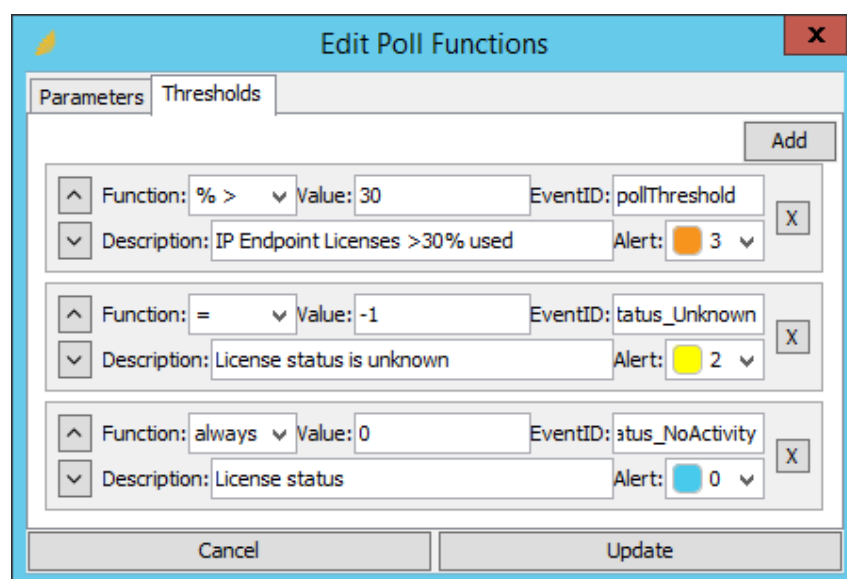 Edit Poll Functions
x
Parameters Thresholds
Add
Function: % > Value: 30 EventID: pollThreshold
X
Description: IP Endpoint Licenses >30% used Alert: 3
Function: = Value: -1 EventID: tatus_Unknown
X
Description: License status is unknown Alert: 2
Function: always Value: 0 EventID: atus_NoActivity
X
Description: License status Alert: 0
Cancel Update